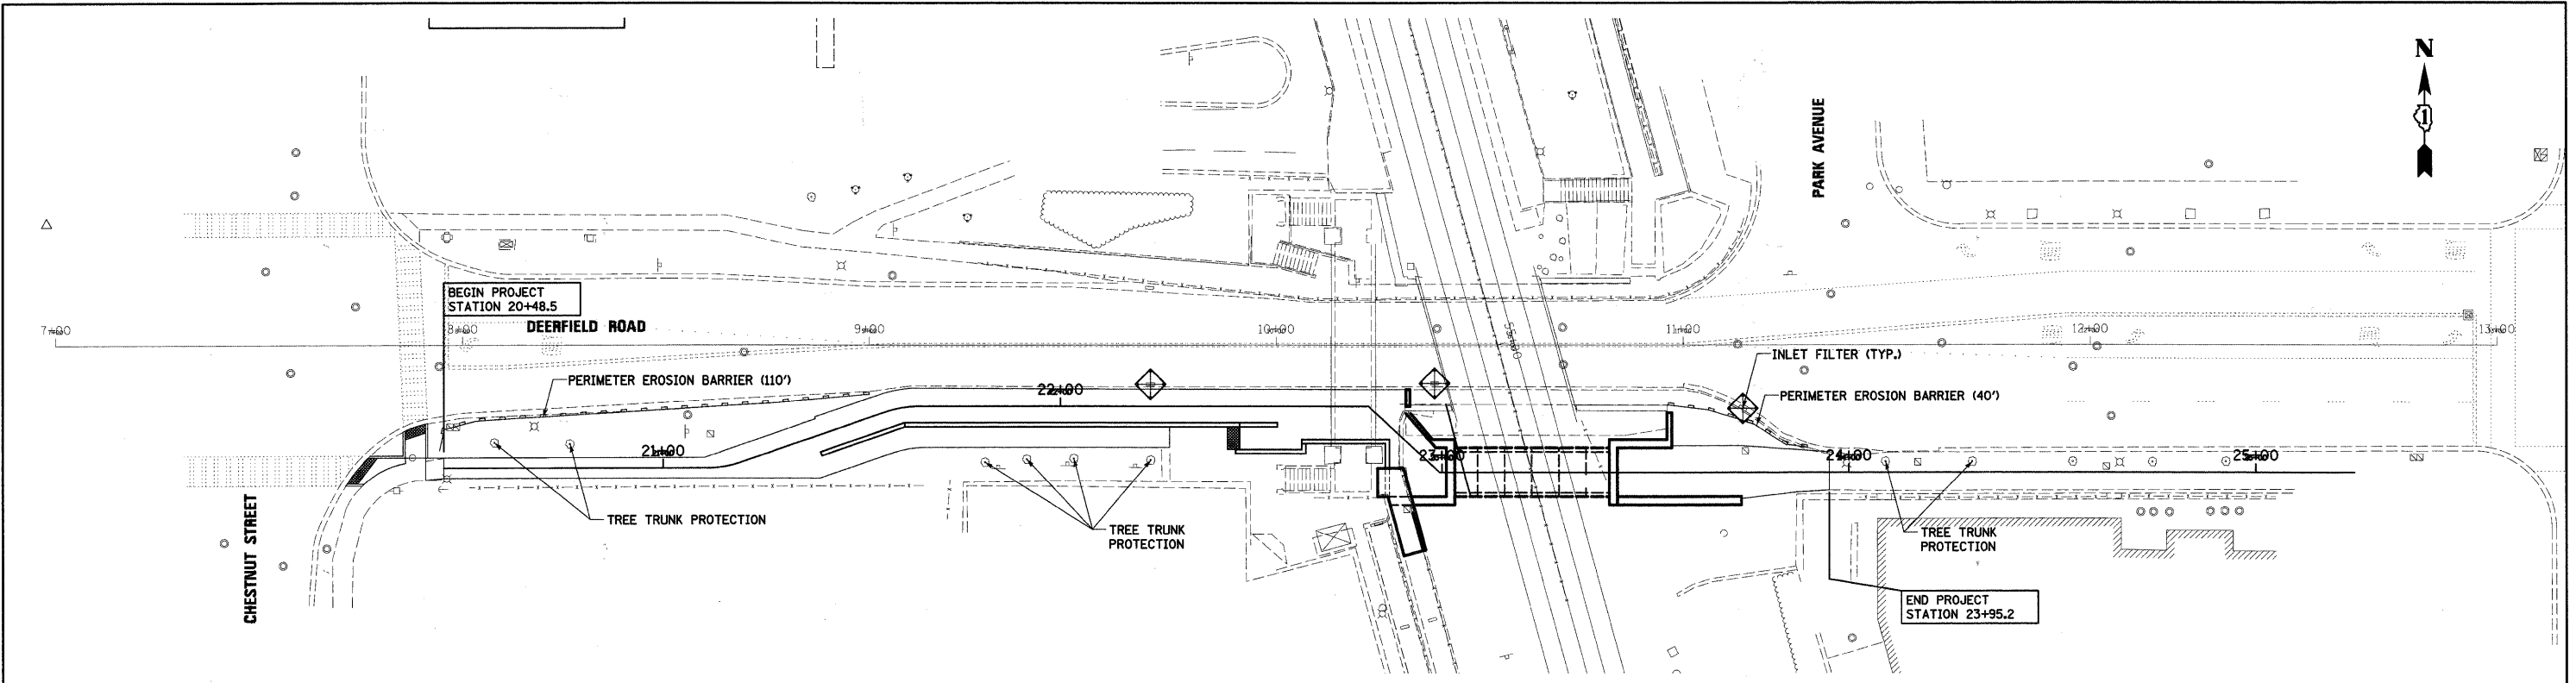 N
1
PARK AVENUE
BEGIN PROJECT
STATION 20+48.5
7+00
8+00
DEERFIELD ROAD
9+00
10+00
55+00
11+00
12+00
13+00
INLET FILTER (TYP.)
PERIMETER EROSION BARRIER (110')
22+00
PERIMETER EROSION BARRIER (40')
21+00
23+00
24+00
25+00
CHESTNUT STREET
TREE TRUNK PROTECTION
TREE TRUNK
PROTECTION
TREE TRUNK
PROTECTION
END PROJECT
STATION 23+95.2